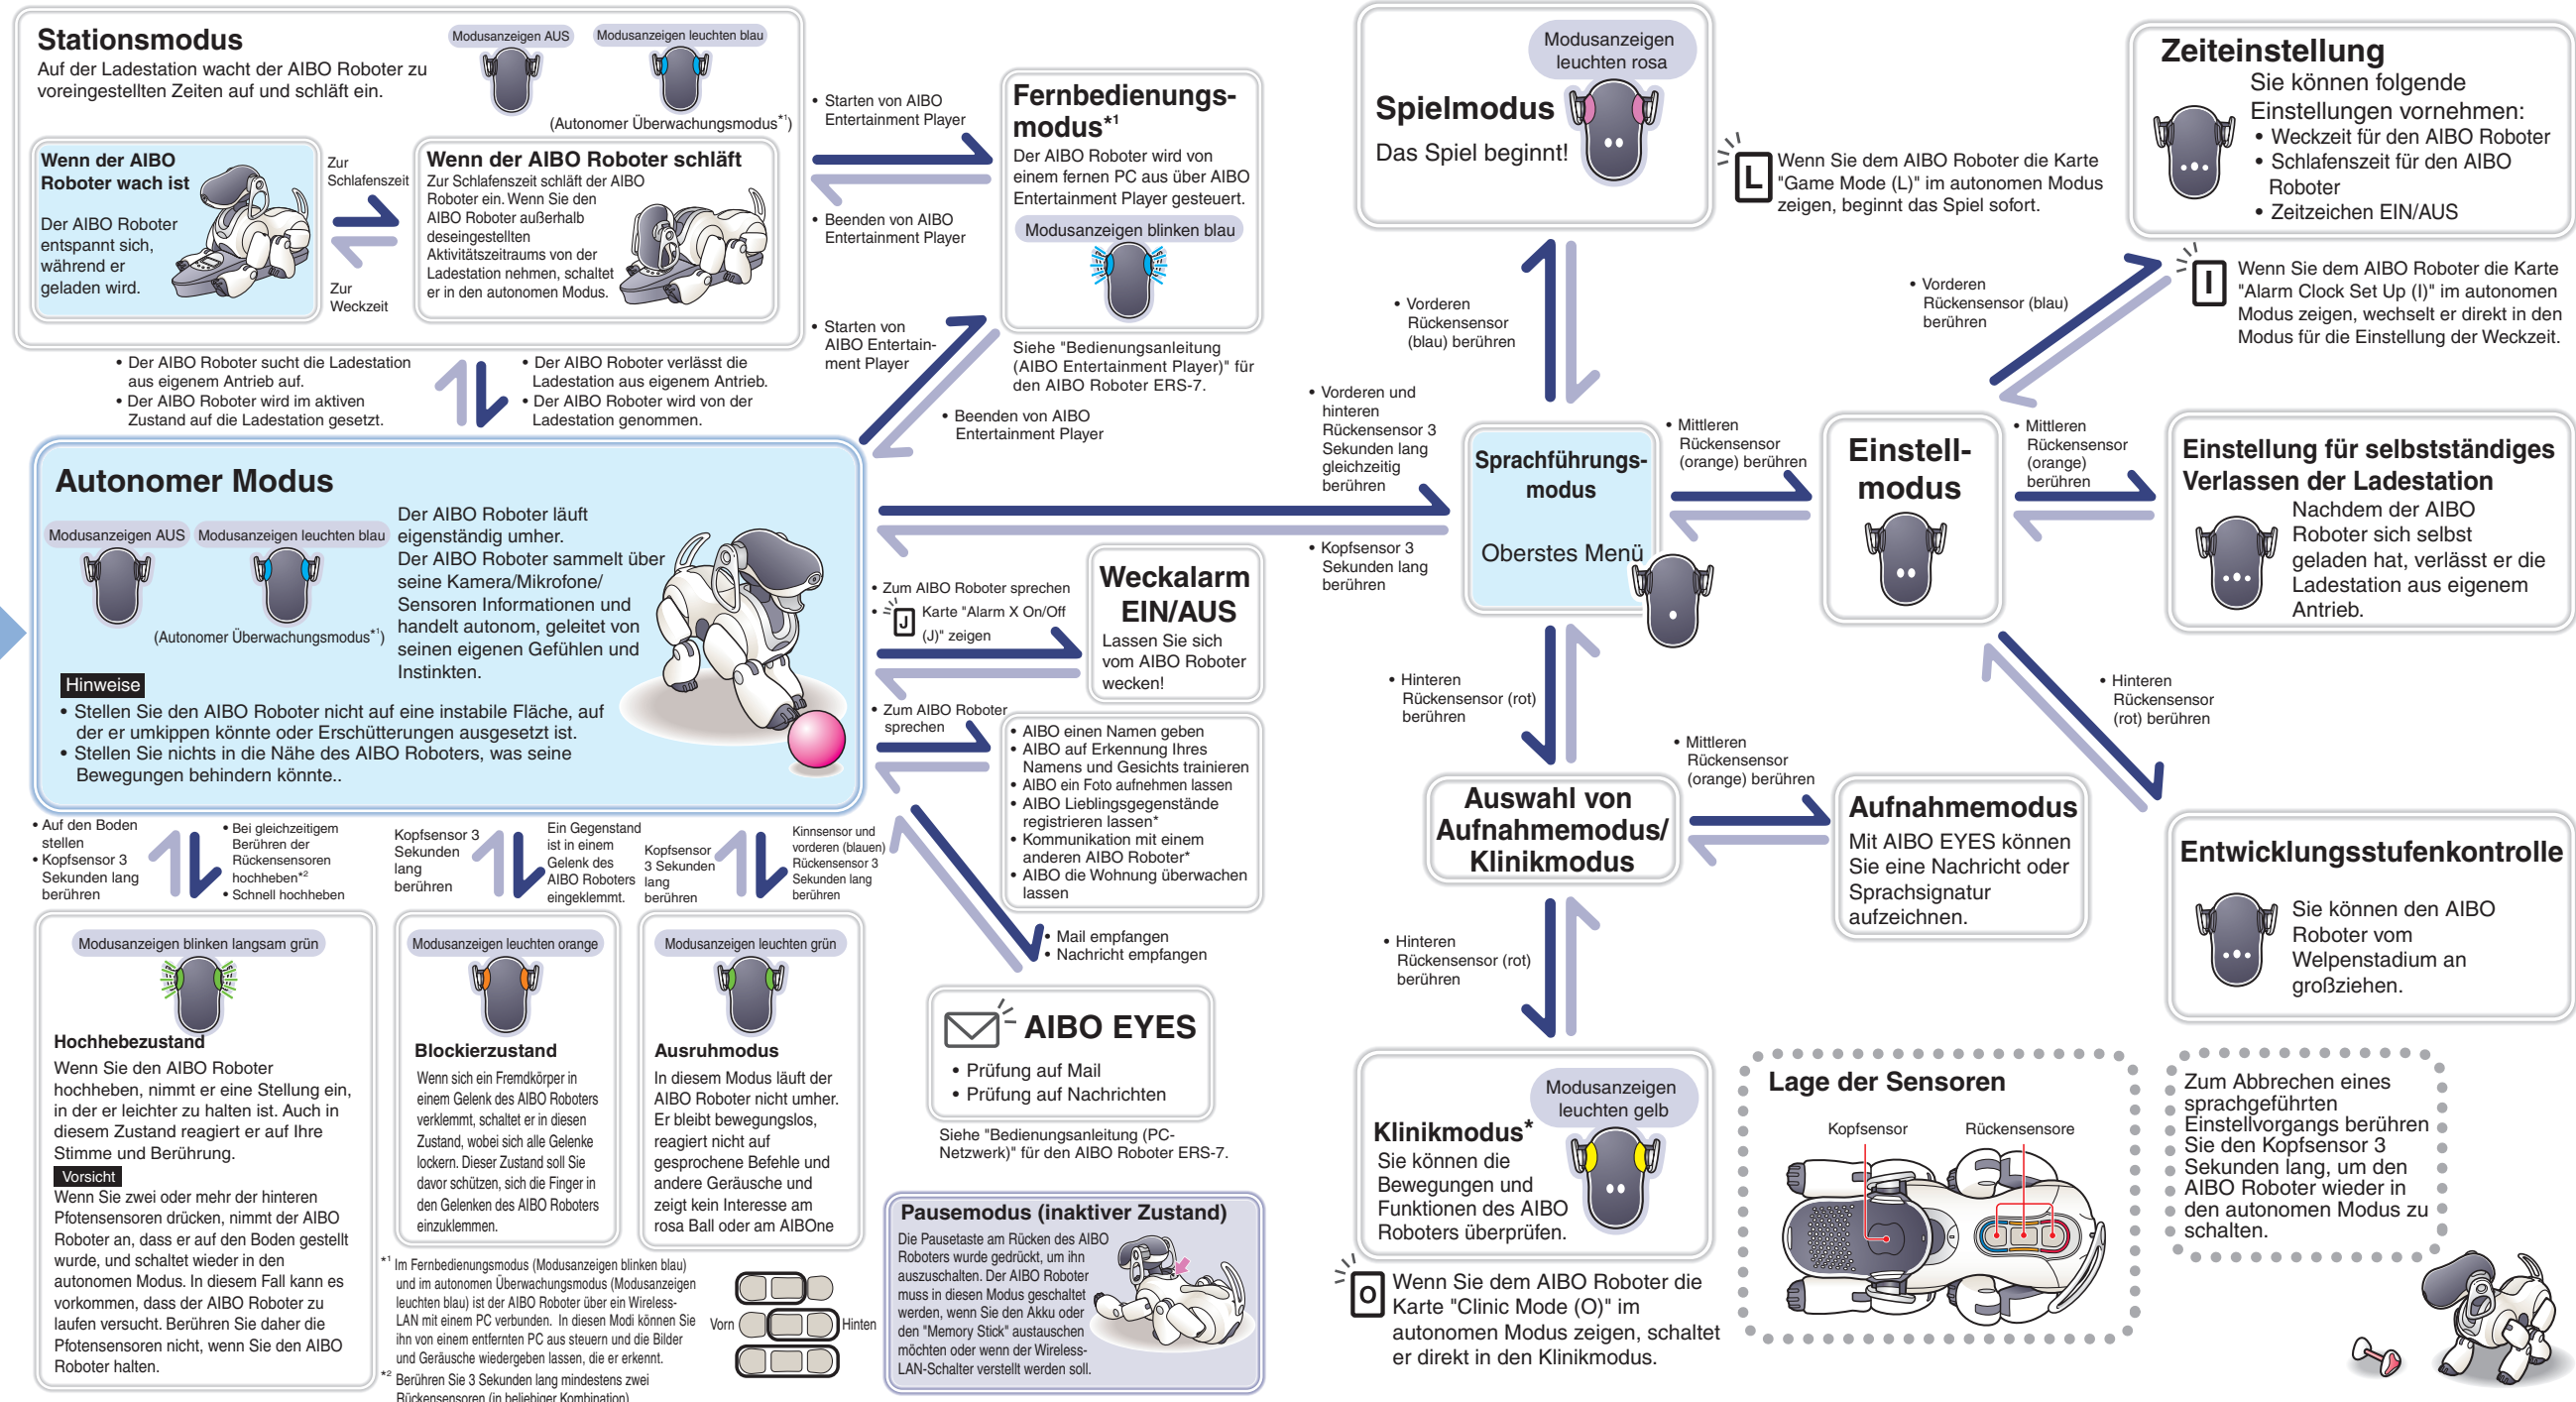 Stationsmodus
Auf der Ladestation wacht der AIBO Roboter zu
voreingestellten Zeiten auf und schläft ein.
Modusanzeigen AUS
Modusanzeigen leuchten blau
(Autonomer Überwachungsmodus*1)
Wenn der AIBO
Roboter wach ist
Der AIBO Roboter
entspannt sich,
während er
geladen wird.
Zur
Schlafenszeit
Zur
Weckzeit
Wenn der AIBO Roboter schläft
Zur Schlafenszeit schläft der AIBO
Roboter ein. Wenn Sie den
AIBO Roboter außerhalb
deseingestellten
Aktivitätszeitraums von der
Ladestation nehmen, schaltet
er in den autonomen Modus.
• Starten von AIBO
Entertainment Player
• Beenden von AIBO
Entertainment Player
Fernbedienungs-
modus*1
Der AIBO Roboter wird von
einem fernen PC aus über AIBO
Entertainment Player gesteuert.
Modusanzeigen blinken blau
Siehe "Bedienungsanleitung
(AIBO Entertainment Player)" für
den AIBO Roboter ERS-7.
• Starten von
AIBO Entertain-
ment Player
• Beenden von AIBO
Entertainment Player
• Der AIBO Roboter sucht die Ladestation
aus eigenem Antrieb auf.
• Der AIBO Roboter wird im aktiven
Zustand auf die Ladestation gesetzt.
• Der AIBO Roboter verlässt die
Ladestation aus eigenem Antrieb.
• Der AIBO Roboter wird von der
Ladestation genommen.
Autonomer Modus
Modusanzeigen AUS
Modusanzeigen leuchten blau
(Autonomer Überwachungsmodus*1)
Der AIBO Roboter läuft
eigenständig umher.
Der AIBO Roboter sammelt über
seine Kamera/Mikrofone/
Sensoren Informationen und
handelt autonom, geleitet von
seinen eigenen Gefühlen und
Instinkten.
Hinweise
• Stellen Sie den AIBO Roboter nicht auf eine instabile Fläche, auf
der er umkippen könnte oder Erschütterungen ausgesetzt ist.
• Stellen Sie nichts in die Nähe des AIBO Roboters, was seine
Bewegungen behindern könnte..
• Zum AIBO Roboter sprechen
• J Karte "Alarm X On/Off
(J)" zeigen
Weckalarm
EIN/AUS
Lassen Sie sich
vom AIBO Roboter
wecken!
• Zum AIBO Roboter
sprechen
• AIBO einen Namen geben
• AIBO auf Erkennung Ihres
Namens und Gesichts trainieren
• AIBO ein Foto aufnehmen lassen
• AIBO Lieblingsgegenstände
registrieren lassen*
• Kommunikation mit einem
anderen AIBO Roboter*
• AIBO die Wohnung überwachen
lassen
• Mail empfangen
• Nachricht empfangen
AIBO EYES
• Prüfung auf Mail
• Prüfung auf Nachrichten
Siehe "Bedienungsanleitung (PC-
Netzwerk)" für den AIBO Roboter ERS-7.
• Auf den Boden
stellen
• Kopfsensor 3
Sekunden lang
berühren
• Bei gleichzeitigem
Berühren der
Rückensensoren
hochheben*2
• Schnell hochheben
Kopfsensor 3
Sekunden
lang
berühren
Ein Gegenstand
ist in einem
Gelenk des
AIBO Roboters
eingeklemmt.
Kopfsensor
3 Sekunden
lang
berühren
Kinnsensor und
vorderen (blauen)
Rückensensor 3
Sekunden lang
berühren
Modusanzeigen blinken langsam grün
Hochhebezustand
Wenn Sie den AIBO Roboter
hochheben, nimmt er eine Stellung ein,
in der er leichter zu halten ist. Auch in
diesem Zustand reagiert er auf Ihre
Stimme und Berührung.
Vorsicht
Wenn Sie zwei oder mehr der hinteren
Pfotensensoren drücken, nimmt der AIBO
Roboter an, dass er auf den Boden gestellt
wurde, und schaltet wieder in den
autonomen Modus. In diesem Fall kann es
vorkommen, dass der AIBO Roboter zu
laufen versucht. Berühren Sie daher die
Pfotensensoren nicht, wenn Sie den AIBO
Roboter halten.
Modusanzeigen leuchten orange
Blockierzustand
Wenn sich ein Fremdkörper in
einem Gelenk des AIBO Roboters
verklemmt, schaltet er in diesen
Zustand, wobei sich alle Gelenke
lockern. Dieser Zustand soll Sie
davor schützen, sich die Finger in
den Gelenken des AIBO Roboters
einzuklemmen.
Modusanzeigen leuchten grün
Ausruhmodus
In diesem Modus läuft der
AIBO Roboter nicht umher.
Er bleibt bewegungslos,
reagiert nicht auf
gesprochene Befehle und
andere Geräusche und
zeigt kein Interesse am
rosa Ball oder am AIBOne
*1 Im Fernbedienungsmodus (Modusanzeigen blinken blau)
und im autonomen Überwachungsmodus (Modusanzeigen
leuchten blau) ist der AIBO Roboter über ein Wireless-
LAN mit einem PC verbunden. In diesen Modi können Sie
ihn von einem entfernten PC aus steuern und die Bilder
und Geräusche wiedergeben lassen, die er erkennt.
*2 Berühren Sie 3 Sekunden lang mindestens zwei
Rückensensoren (in beliebiger Kombination)
Vorn
Hinten
Pausemodus (inaktiver Zustand)
Die Pausetaste am Rücken des AIBO
Roboters wurde gedrückt, um ihn
auszuschalten. Der AIBO Roboter
muss in diesen Modus geschaltet
werden, wenn Sie den Akku oder
den "Memory Stick" austauschen
möchten oder wenn der Wireless-
LAN-Schalter verstellt werden soll.
Spielmodus
Das Spiel beginnt!
Modusanzeigen
leuchten rosa
L
Wenn Sie dem AIBO Roboter die Karte
"Game Mode (L)" im autonomen Modus
zeigen, beginnt das Spiel sofort.
• Vorderen
Rückensensor
(blau) berühren
• Vorderen und
hinteren
Rückensensor 3
Sekunden lang
gleichzeitig
berühren
• Kopfsensor 3
Sekunden lang
berühren
Sprachführungs-
modus
Oberstes Menü
• Mittleren
Rückensensor
(orange) berühren
Einstell-
modus
• Vorderen
Rückensensor (blau)
berühren
Zeiteinstellung
Sie können folgende
Einstellungen vornehmen:
• Weckzeit für den AIBO Roboter
• Schlafenszeit für den AIBO
Roboter
• Zeitzeichen EIN/AUS
I
Wenn Sie dem AIBO Roboter die Karte
"Alarm Clock Set Up (I)" im autonomen
Modus zeigen, wechselt er direkt in den
Modus für die Einstellung der Weckzeit.
• Mittleren
Rückensensor
(orange)
berühren
Einstellung für selbstständiges
Verlassen der Ladestation
Nachdem der AIBO
Roboter sich selbst
geladen hat, verlässt er die
Ladestation aus eigenem
Antrieb.
• Hinteren
Rückensensor
(rot) berühren
Entwicklungsstufenkontrolle
Sie können den AIBO
Roboter vom
Welpenstadium an
großziehen.
• Hinteren
Rückensensor (rot)
berühren
Auswahl von
Aufnahmemodus/
Klinikmodus
• Mittleren
Rückensensor
(orange) berühren
Aufnahmemodus
Mit AIBO EYES können
Sie eine Nachricht oder
Sprachsignatur
aufzeichnen.
• Hinteren
Rückensensor (rot)
berühren
Klinikmodus*
Sie können die
Bewegungen und
Funktionen des AIBO
Roboters überprüfen.
Modusanzeigen
leuchten gelb
O
Wenn Sie dem AIBO Roboter die
Karte "Clinic Mode (O)" im
autonomen Modus zeigen, schaltet
er direkt in den Klinikmodus.
Lage der Sensoren
Kopfsensor
Rückensensore
Zum Abbrechen eines
sprachgeführten
Einstellvorgangs berühren
Sie den Kopfsensor 3
Sekunden lang, um den
AIBO Roboter wieder in
den autonomen Modus zu
schalten.